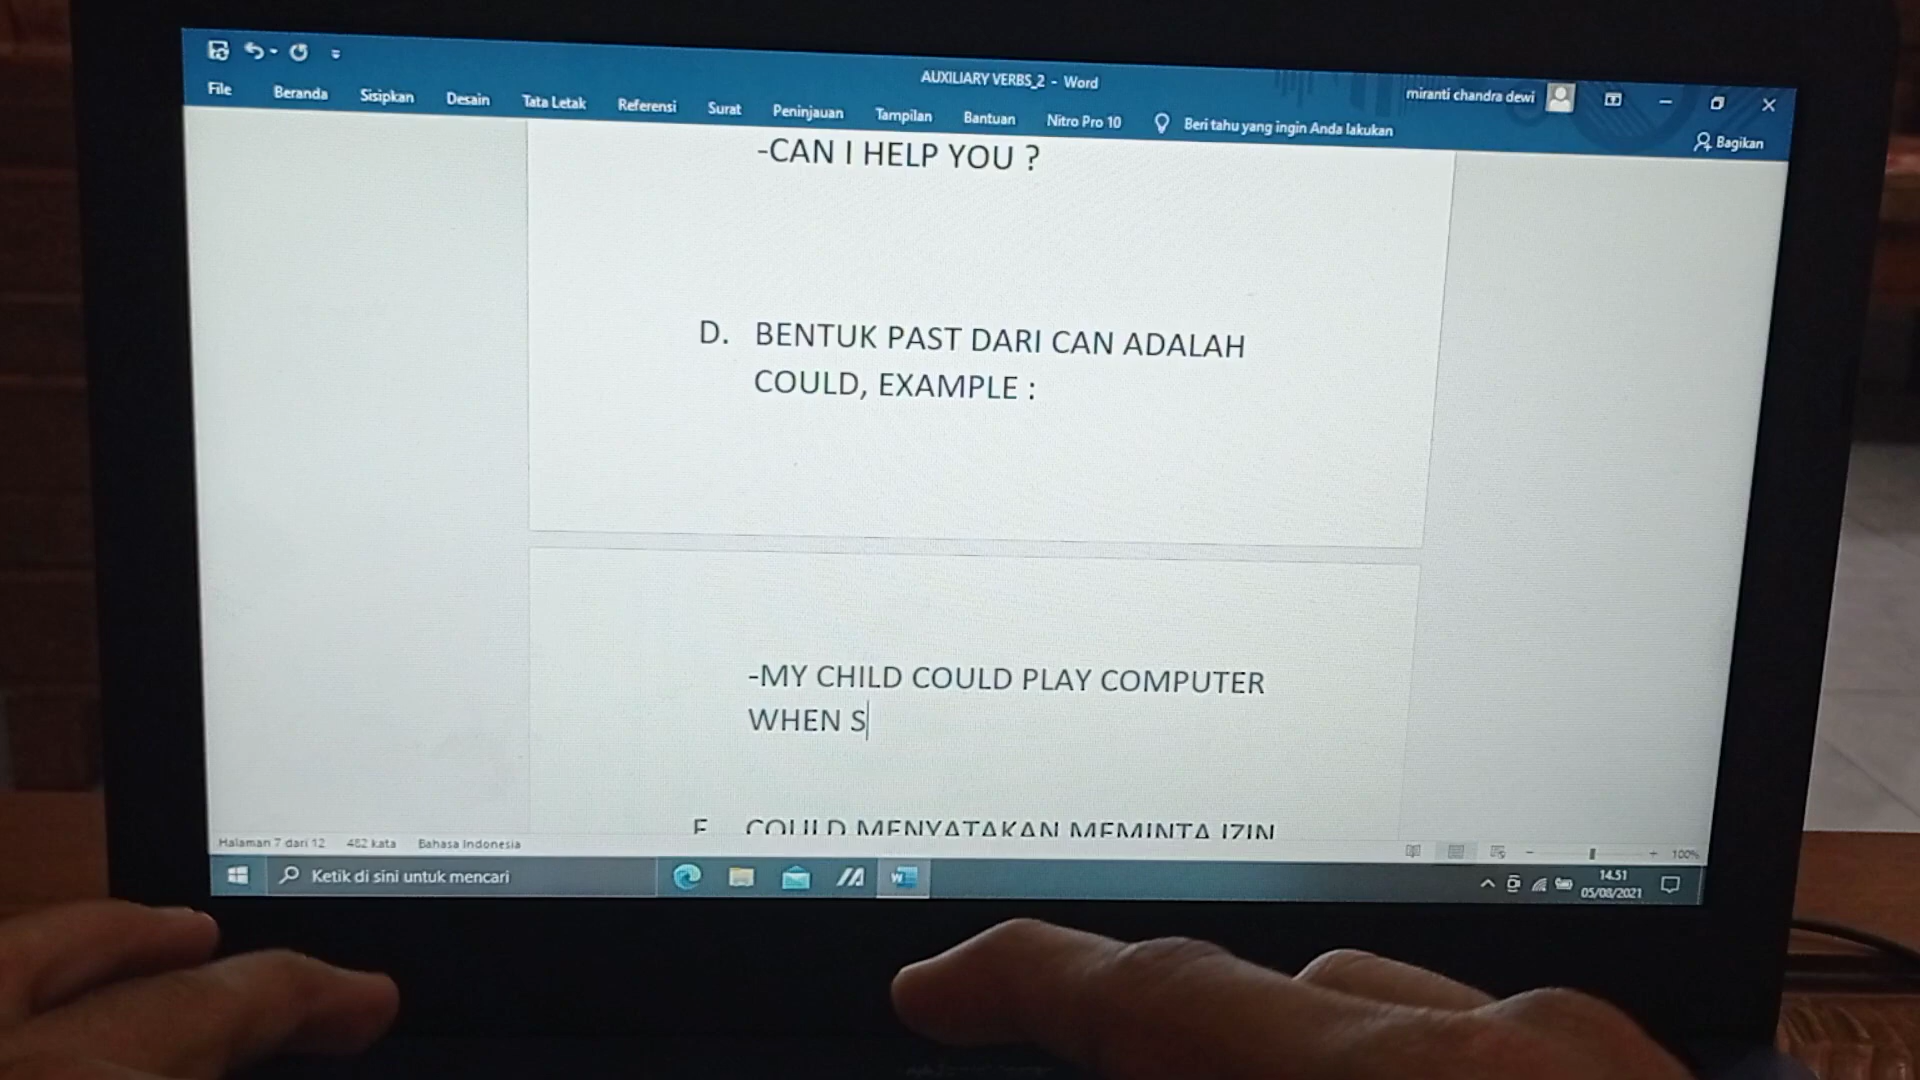 AUXILIARY VERBS_2 - Word
miranti chandra dewi
File Beranda Sisipkan Desain Tata Letak Referensi Surat Peninjauan Tampilan Bantuan Nitro Pro 10 Beri tahu yang ingin Anda lakukan
Bagikan
-CAN I HELP YOU ?
D. BENTUK PAST DARI CAN ADALAH
COULD, EXAMPLE :
-MY CHILD COULD PLAY COMPUTER
WHEN S
COULD MENYATAKAN MEMINTA IZIN
Halaman 7 dari 12 482 kata Bahasa Indonesia
100%
Ketik di sini untuk mencari
14.51
05/08/2021